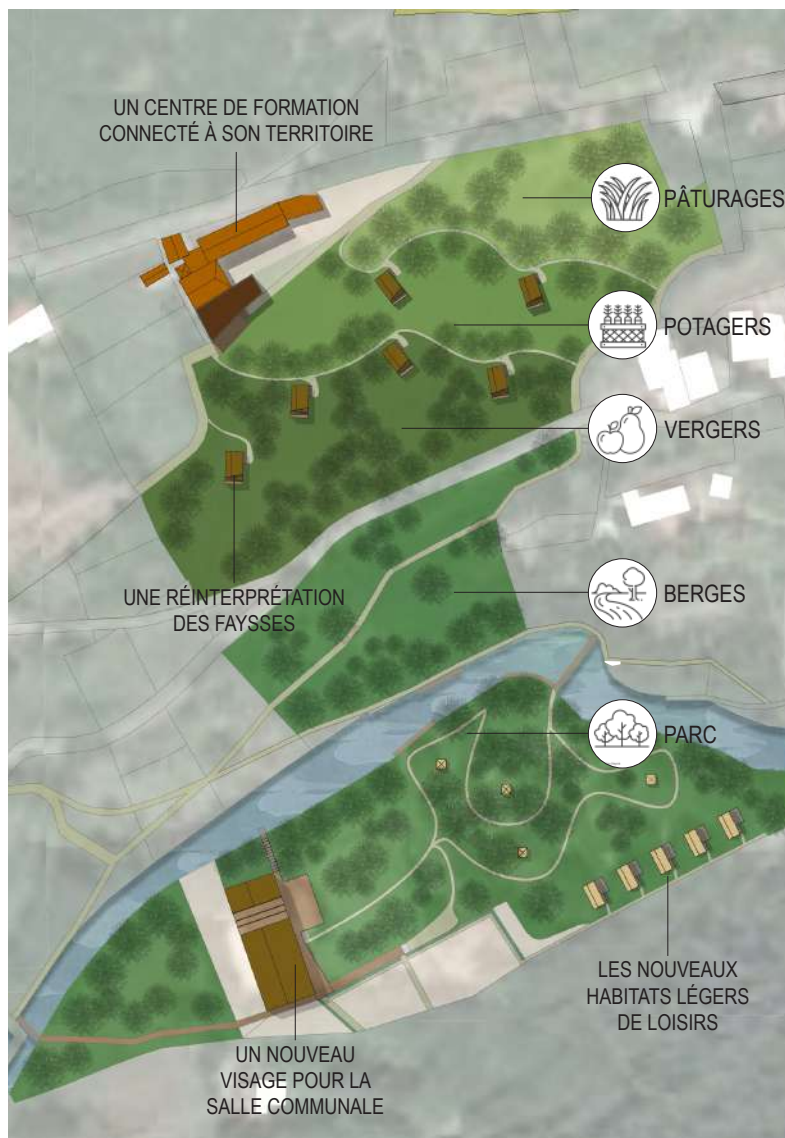 UN CENTRE DE FORMATION
CONNECTÉ À SON TERRITOIRE
PÂTURAGES
POTAGERS
VERGERS
UNE RÉINTERPRÉTATION
DES FAYSSES
BERGES
PARC
LES NOUVEAUX
HABITATS LÉGERS
DE LOISIRS
UN NOUVEAU
VISAGE POUR LA
SALLE COMMUNALE